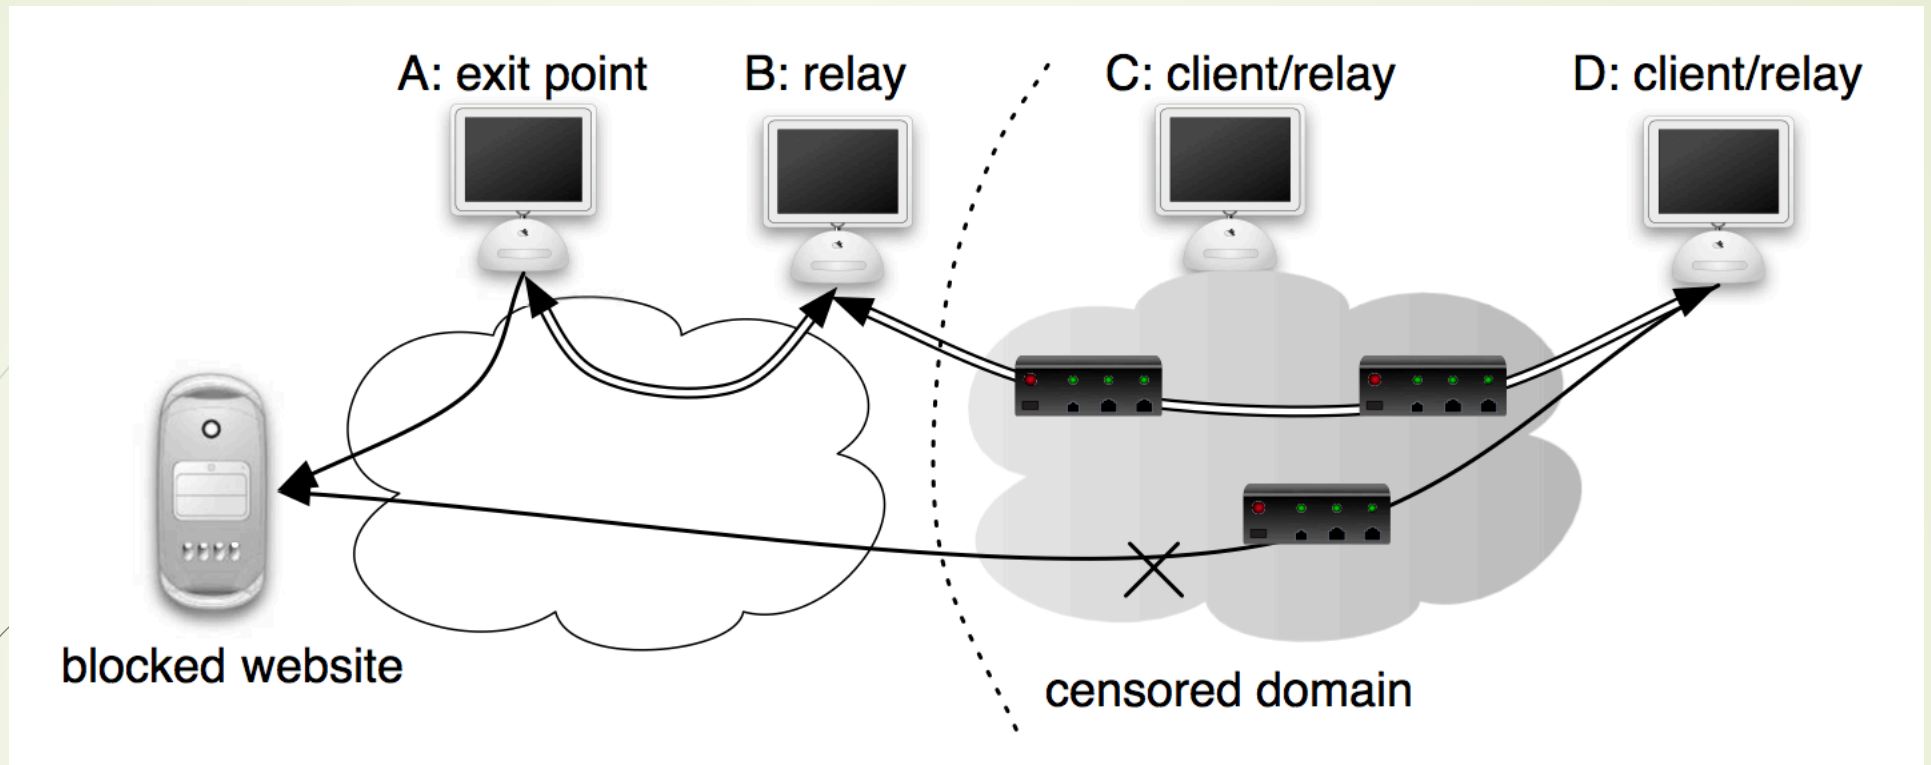 A: exit point
B: relay
C: client/relay
D: client/relay
blocked website
censored domain